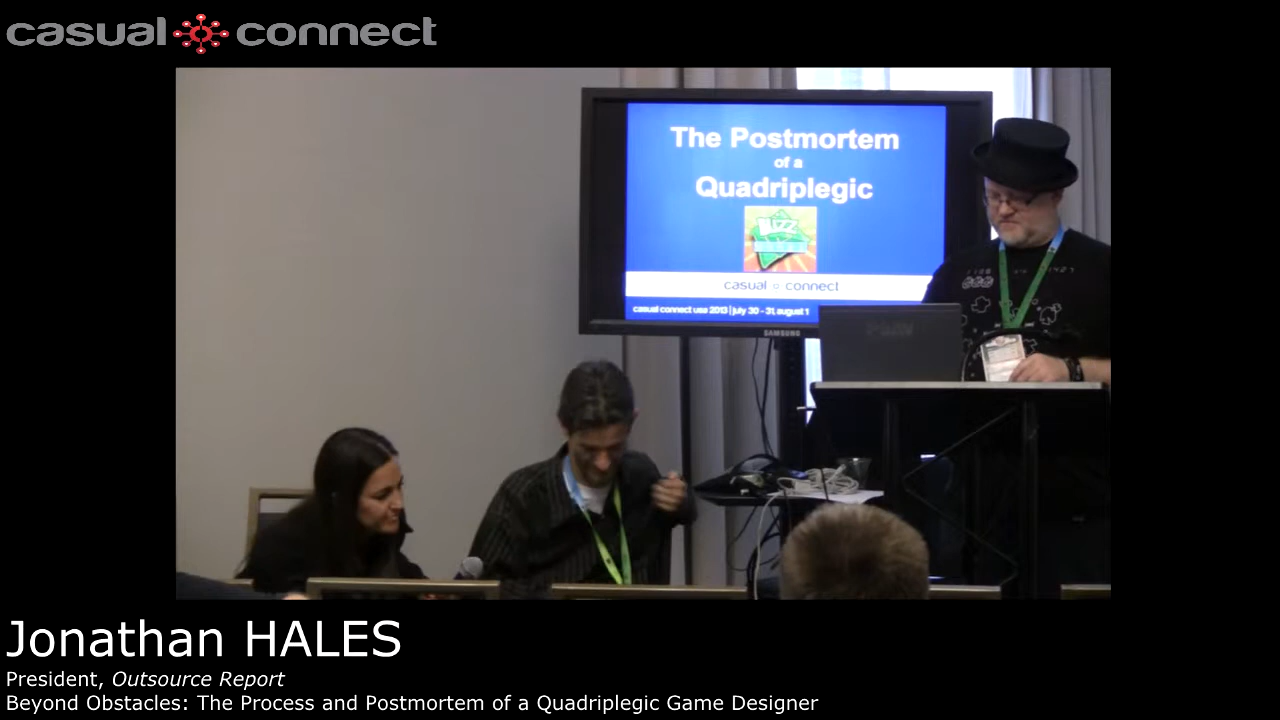 casual connect
The Postmortem
of a
Quadriplegic
BLIZZ
casual connect
casual connect usa 2013 | july 30 - 31, august 1
SAMSUNG
Jonathan HALES
President, Outsource Report
Beyond Obstacles: The Process and Postmortem of a Quadriplegic Game Designer